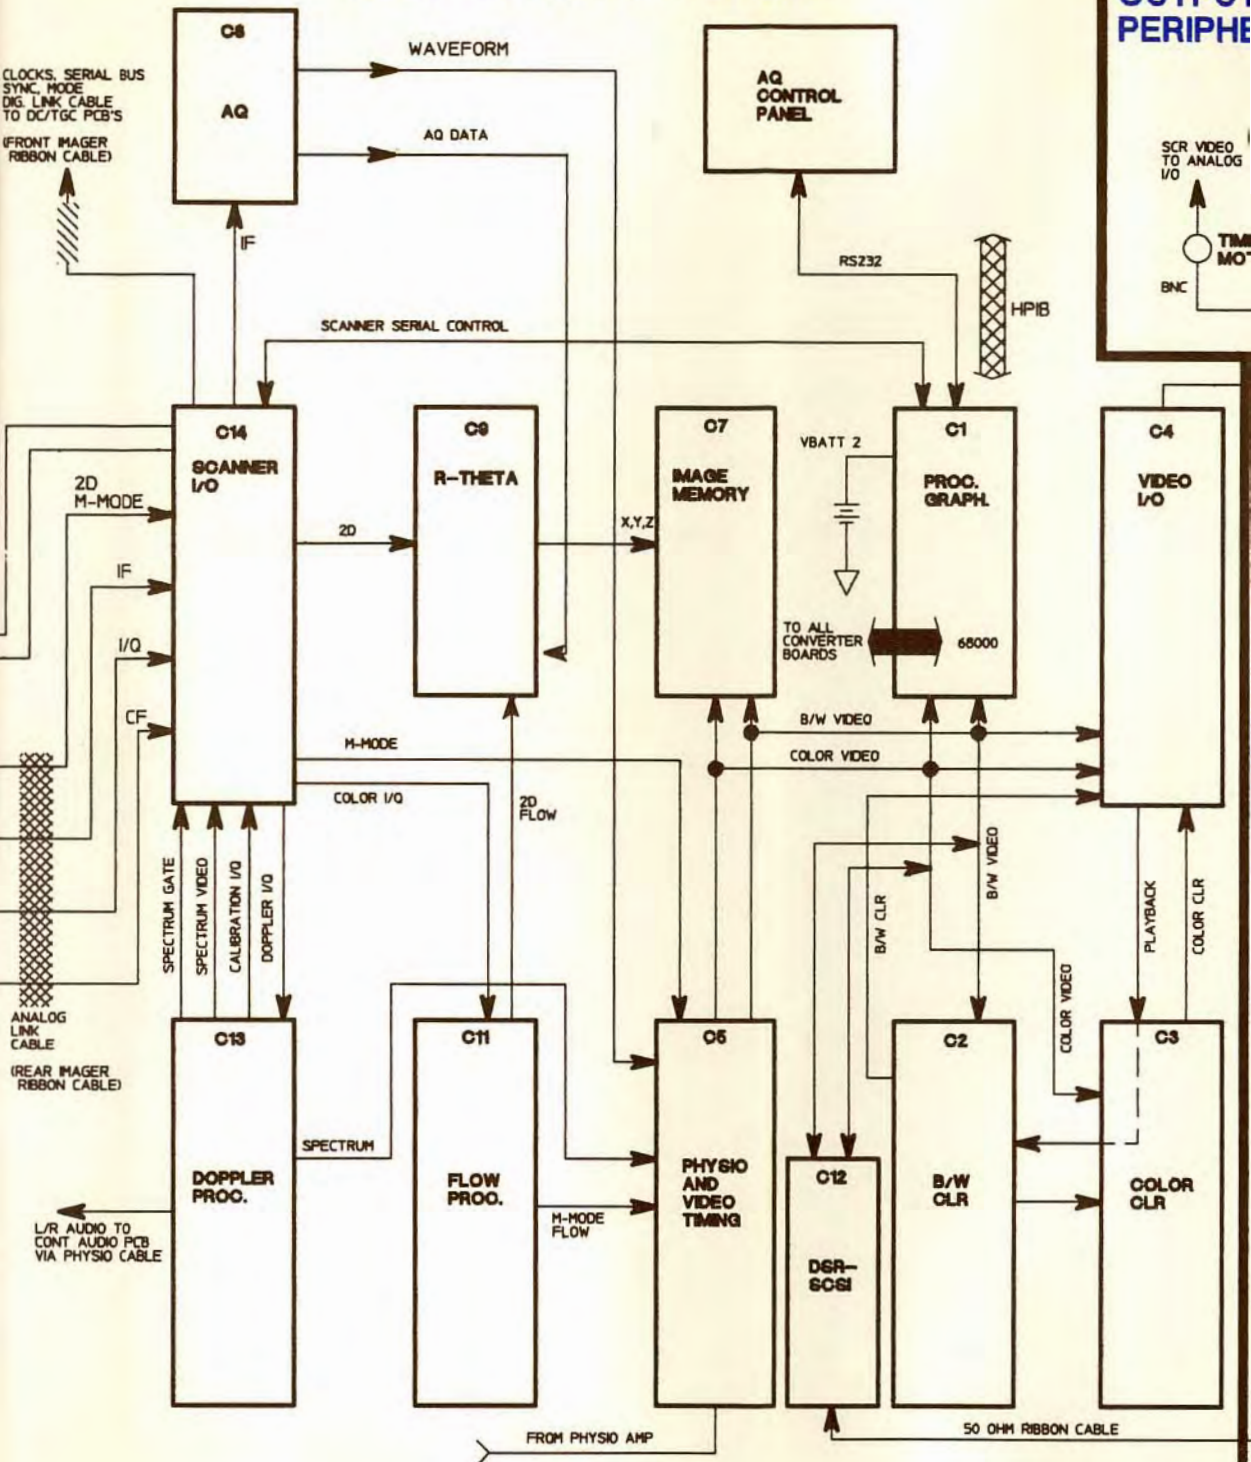 PERIPHE
C8
AQ
WAVEFORM
AQ DATA
AQ
CONTROL
PANEL
CLOCKS, SERIAL BUS
SYNC, MODE
DIG. LINK CABLE
TO DC/TGC PCB'S
(FRONT IMAGER
RIBBON CABLE)
SCR VIDEO
TO ANALOG
I/O
BNC
IF
RS232
HPIB
SCANNER SERIAL CONTROL
C14
SCANNER
I/O
C9
R-THETA
C7
IMAGE
MEMORY
VBATT 2
C1
PROC.
GRAPH.
C4
VIDEO
I/O
2D
M-MODE
2D
X,Y,Z
IF
I/Q
TO ALL
CONVERTER
BOARDS
68000
CF
B/W VIDEO
M-MODE
COLOR VIDEO
COLOR I/Q
2D
FLOW
SPECTRUM GATE
SPECTRUM VIDEO
CALIBRATION I/Q
DOPPLER I/Q
B/W CLR
B/W VIDEO
COLOR VIDEO
PLAYBACK
COLOR CLR
ANALOG
LINK
CABLE
(REAR IMAGER
RIBBON CABLE)
C13
DOPPLER
PROC.
SPECTRUM
C11
FLOW
PROC.
M-MODE
FLOW
C5
PHYSIO
AND
VIDEO
TIMING
C12
DSR-
SCSI
C2
B/W
CLR
C3
COLOR
CLR
L/R AUDIO TO
CONT AUDIO PCB
VIA PHYSIO CABLE
FROM PHYSIO AMP
50 OHM RIBBON CABLE